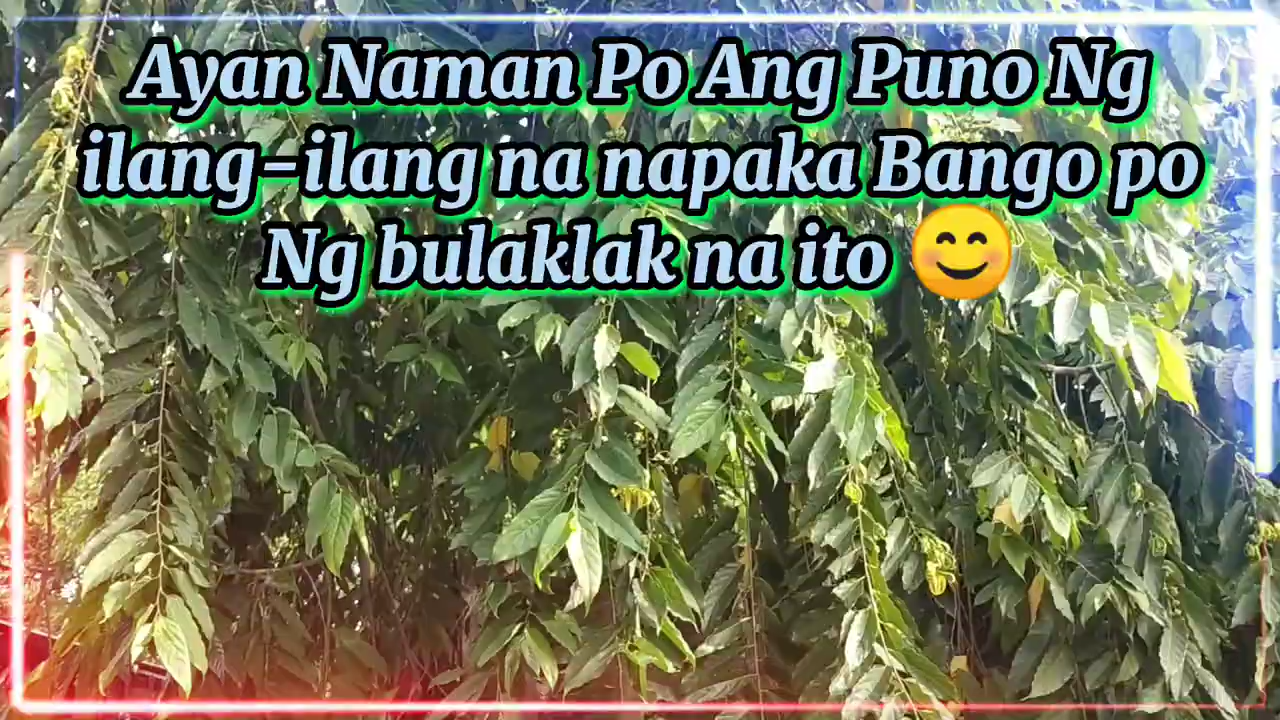 Ayan Naman Po Ang Puno Ng
ilang-ilang na napaka Bango po
Ng bulaklak na ito 😊